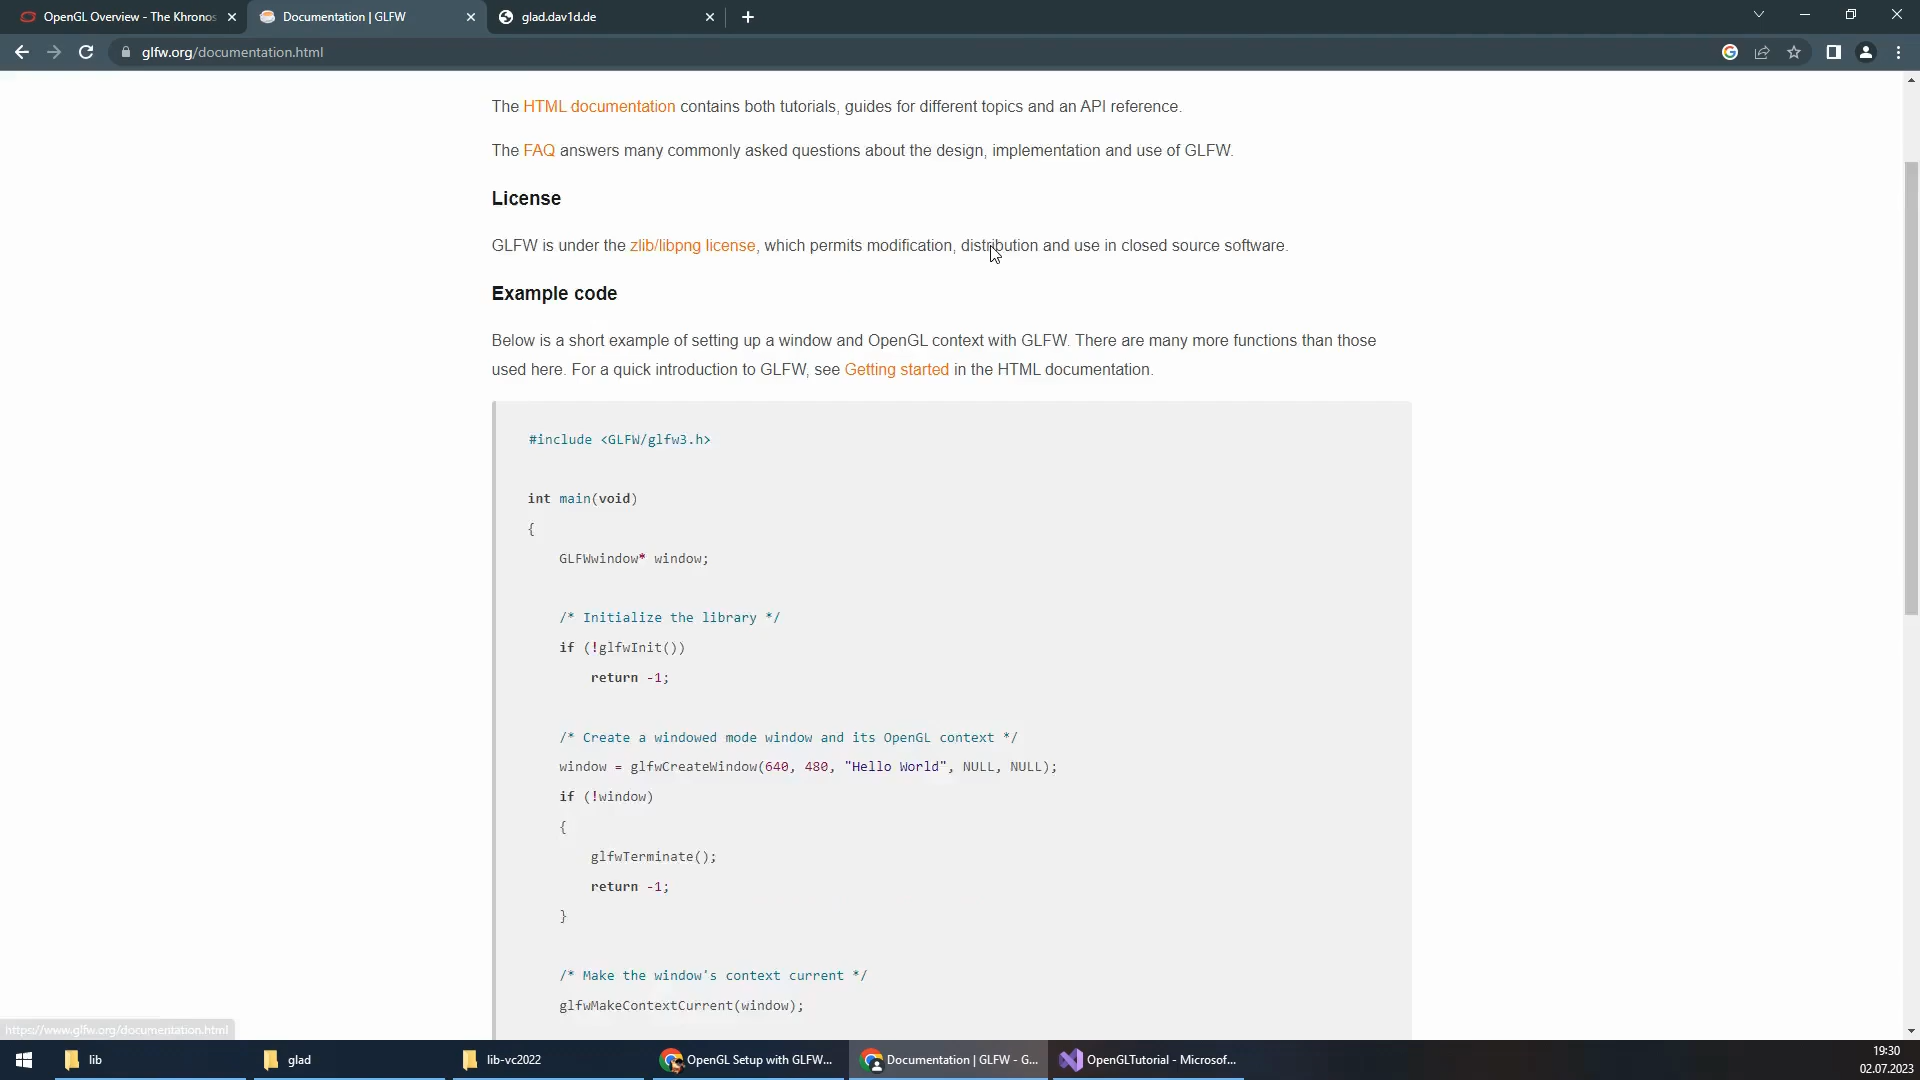 OpenGL Overview - The Khronos
Documentation | GLFW
glad.dav1d.de
glfw.org/documentation.html
The HTML documentation contains both tutorials, guides for different topics and an API reference.
The FAQ answers many commonly asked questions about the design, implementation and use of GLFW.
License
GLFW is under the zlib/libpng license, which permits modification, distribution and use in closed source software.
Example code
Below is a short example of setting up a window and OpenGL context with GLFW. There are many more functions than those
used here. For a quick introduction to GLFW, see Getting started in the HTML documentation.
#include <GLFW/glfw3.h>
int main(void)
{
GLFWwindow* window;
/* Initialize the library */
if (!glfwInit())
return -1;
/* Create a windowed mode window and its OpenGL context */
window = glfwCreateWindow(640, 480, "Hello World", NULL, NULL);
if (!window)
{
glfwTerminate();
return -1;
}
/* Make the window's context current */
glfwMakeContextCurrent(window);
https://www.glfw.org/documentation.html
lib
glad
lib-vc2022
OpenGL Setup with GLFW...
Documentation | GLFW - G...
OpenGLTutorial - Microsof...
19:30
02.07.2023